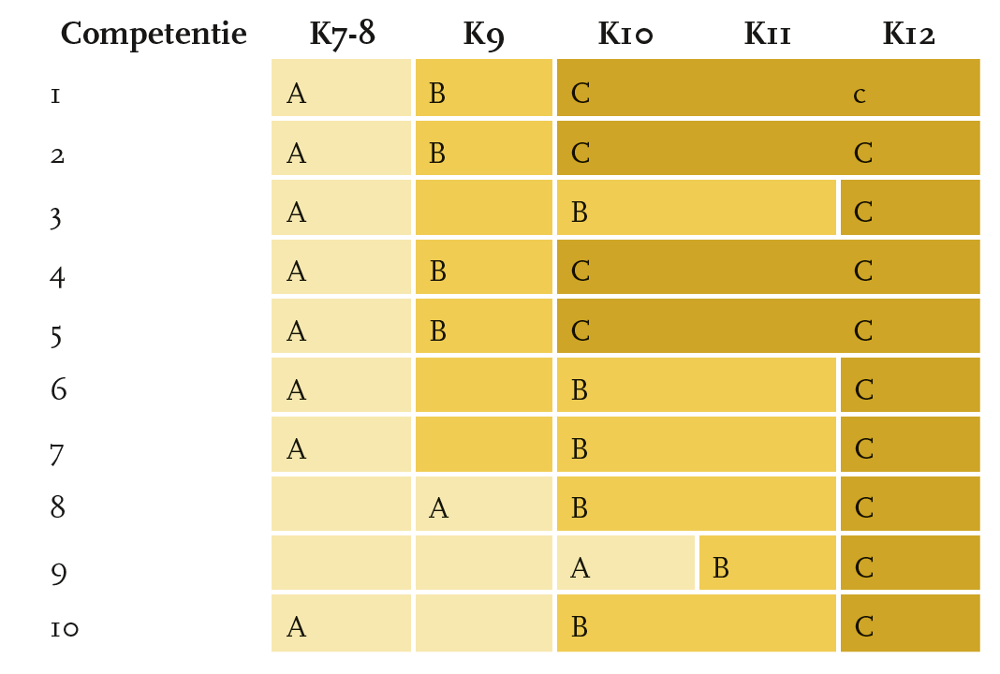 Competentie K7-8 K9 K10 K11 K12
1 A B C c
2 A B C C
3 A B C
4 A B C C
5 A B C C
6 A B C
7 A B C
8 A B C
9 A B C
10 A B C